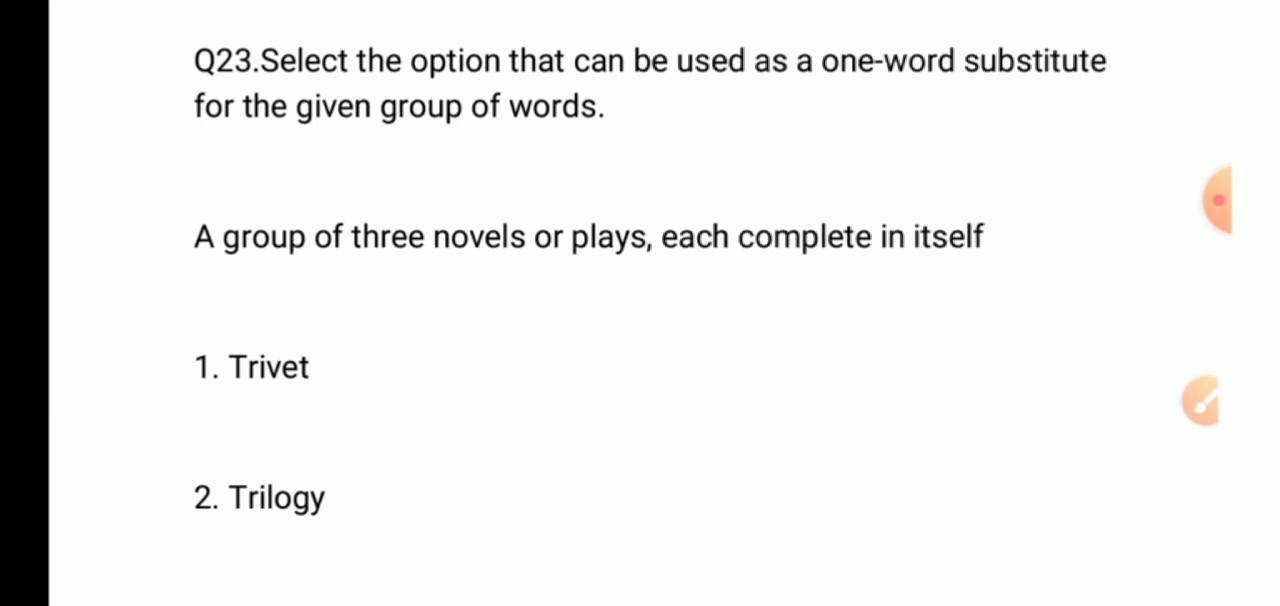 Q23.Select the option that can be used as a one-word substitute
for the given group of words.
A group of three novels or plays, each complete in itself
1. Trivet
2. Trilogy